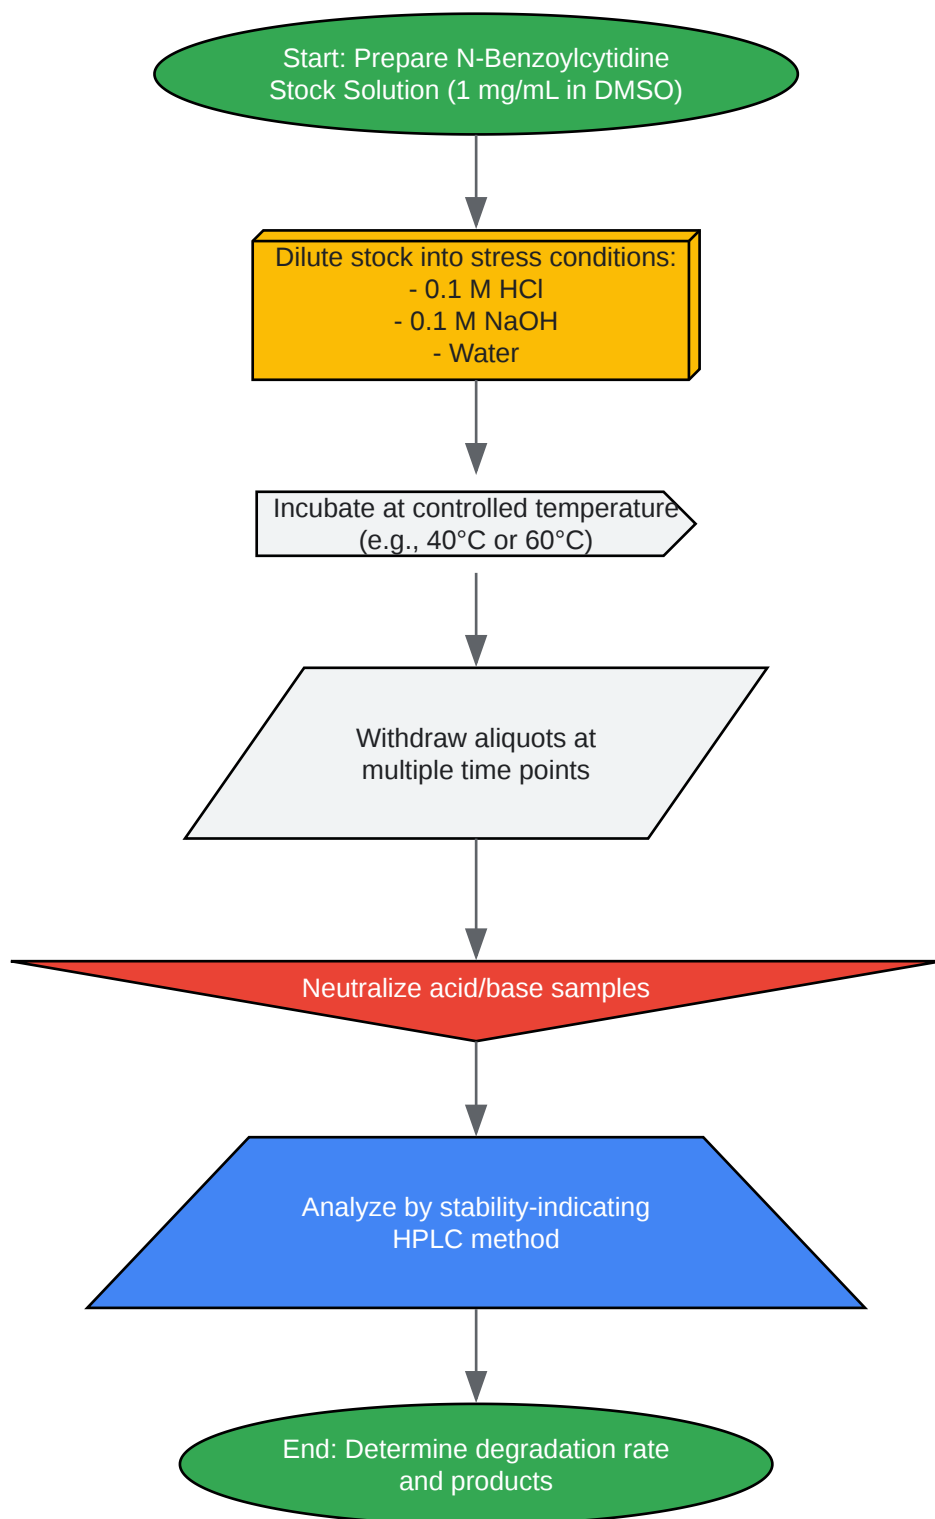 Start: Prepare N-Benzoylcytidine
Stock Solution (1 mg/mL in DMSO)
Dilute stock into stress conditions:
- 0.1 M HCl
- 0.1 M NaOH
- Water
Incubate at controlled temperature
(e.g., 40°C or 60°C)
Withdraw aliquots at
multiple time points
Neutralize acid/base samples
Analyze by stability-indicating
HPLC method
End: Determine degradation rate
and products